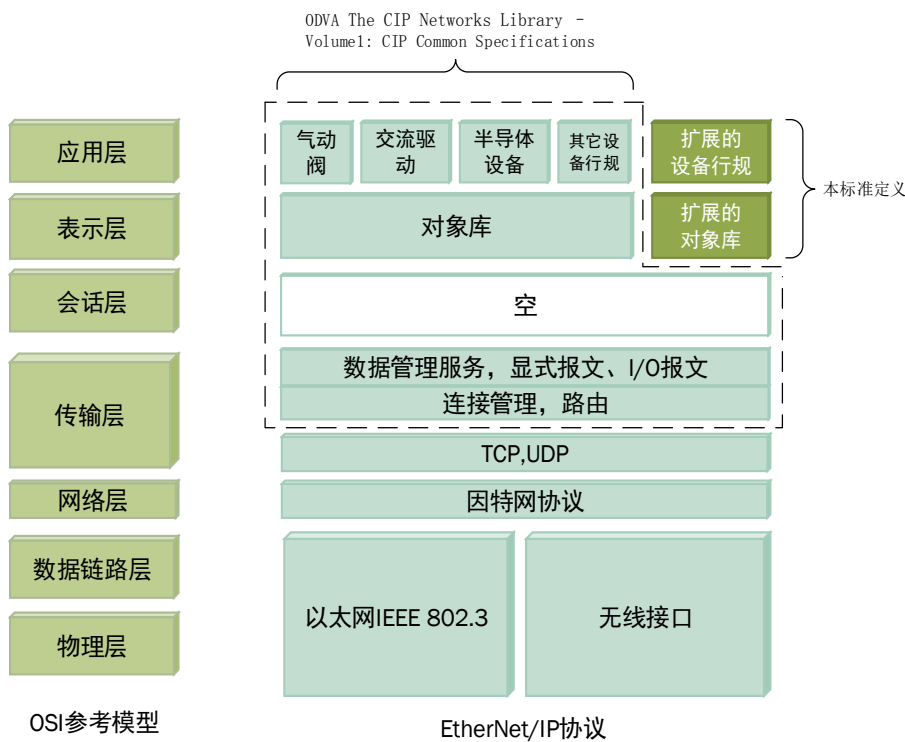 ODVA The CIP Networks Library –
Volume1: CIP Common Specifications
应用层
气动
阀
交流驱
动
半导体
设备
其它设
备行规
扩展的
设备行规
本标准定义
表示层
对象库
扩展的
对象库
会话层
空
传输层
数据管理服务，显式报文、I/O报文
连接管理，路由
TCP,UDP
网络层
因特网协议
数据链路层
以太网IEEE 802.3
无线接口
物理层
OSI参考模型
EtherNet/IP协议